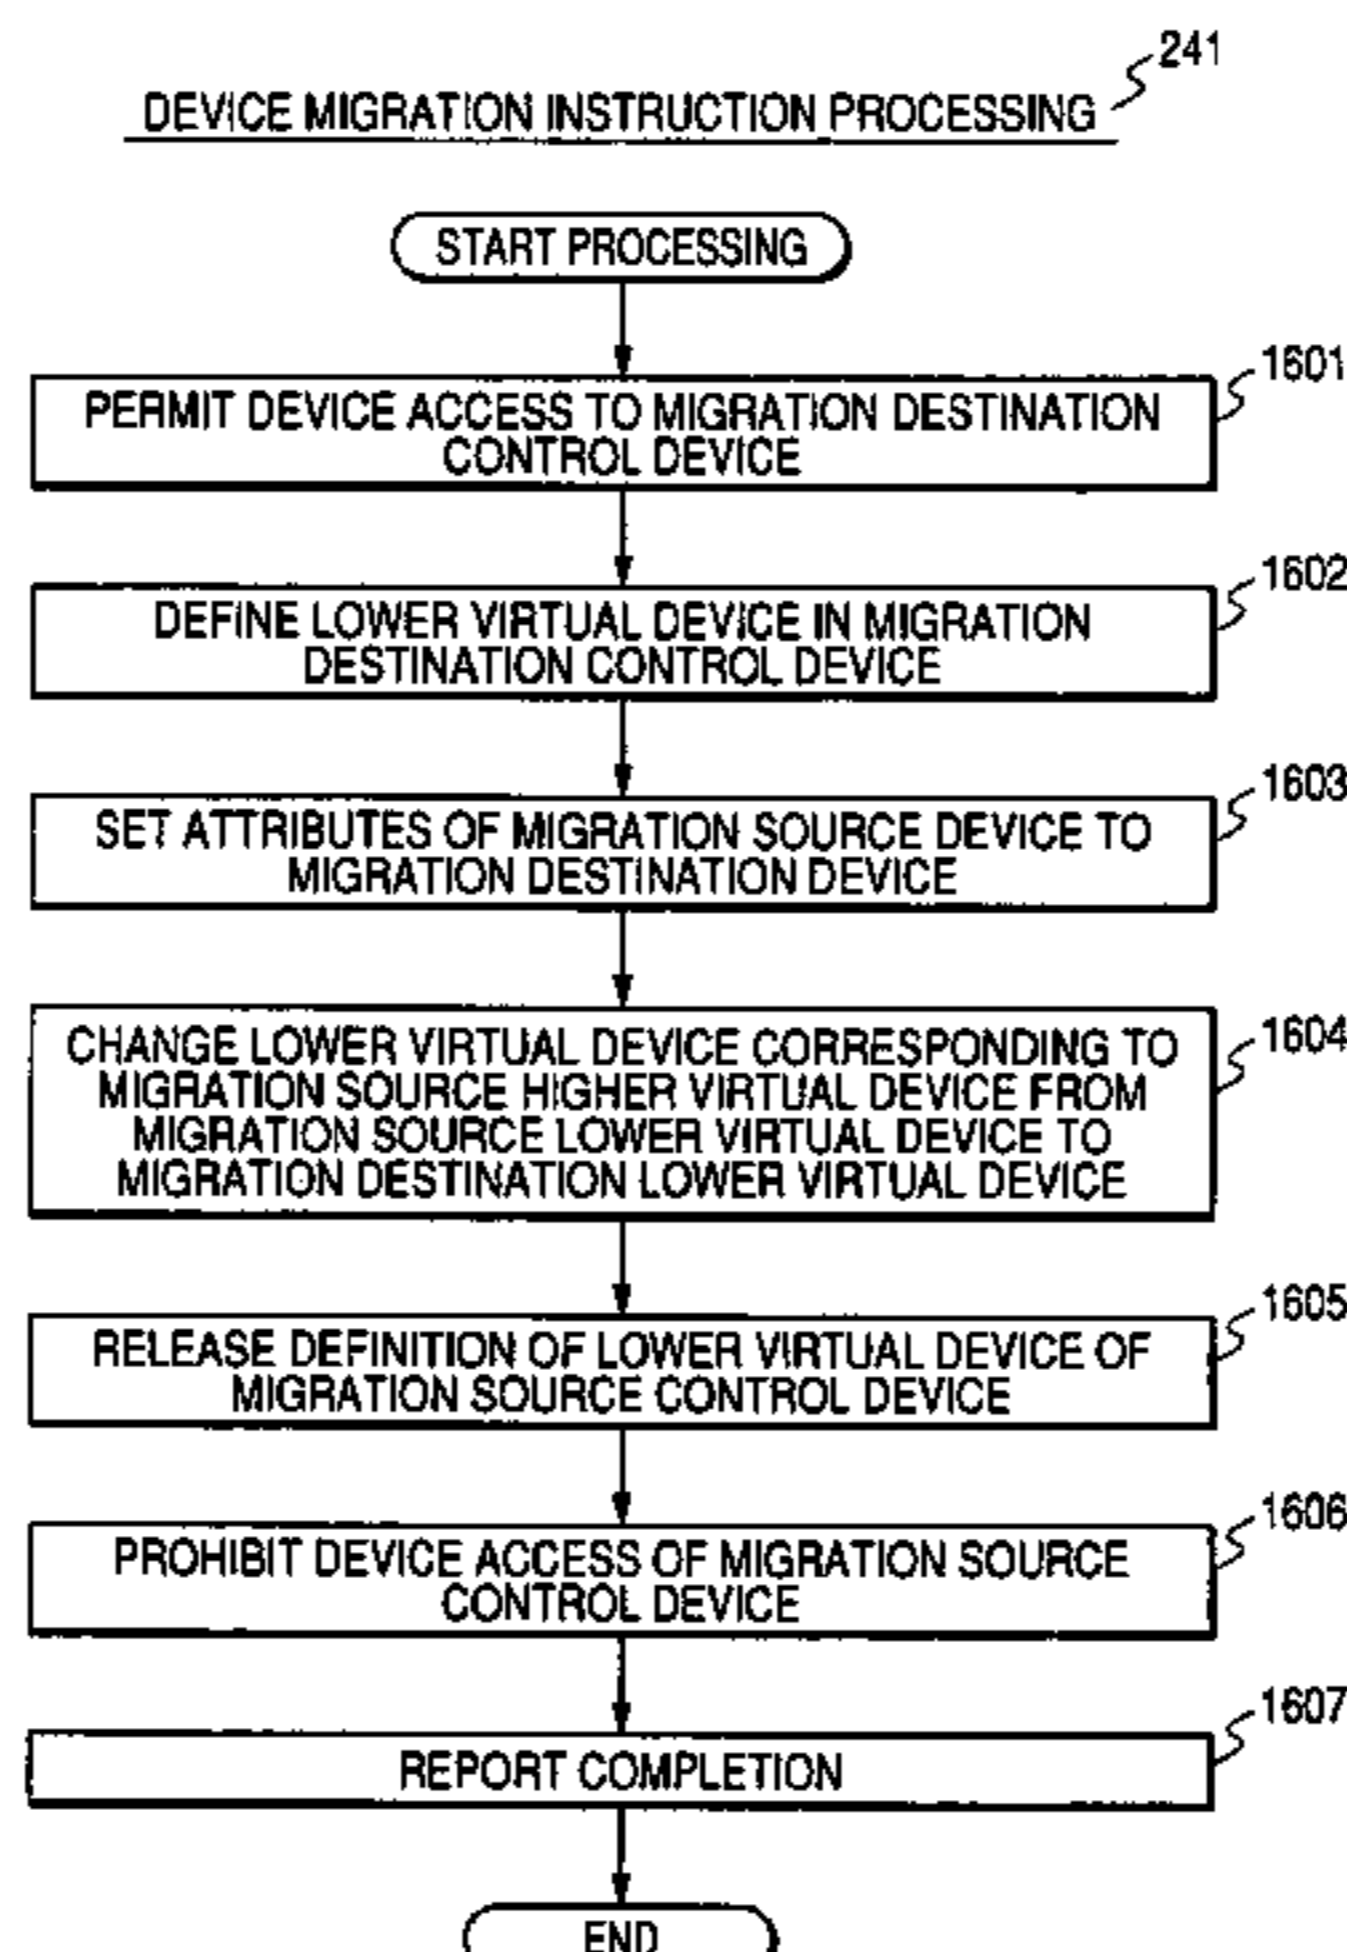 241
DEVICE MIGRATION INSTRUCTION PROCESSING
START PROCESSING
1601
PERMIT DEVICE ACCESS TO MIGRATION DESTINATION
CONTROL DEVICE
1602
DEFINE LOWER VIRTUAL DEVICE IN MIGRATION
DESTINATION CONTROL DEVICE
1603
SET ATTRIBUTES OF MIGRATION SOURCE DEVICE TO
MIGRATION DESTINATION DEVICE
1604
CHANGE LOWER VIRTUAL DEVICE CORRESPONDING TO
MIGRATION SOURCE HIGHER VIRTUAL DEVICE FROM
MIGRATION SOURCE LOWER VIRTUAL DEVICE TO
MIGRATION DESTINATION LOWER VIRTUAL DEVICE
1605
RELEASE DEFINITION OF LOWER VIRTUAL DEVICE OF
MIGRATION SOURCE CONTROL DEVICE
1606
PROHIBIT DEVICE ACCESS OF MIGRATION SOURCE
CONTROL DEVICE
1607
REPORT COMPLETION
END